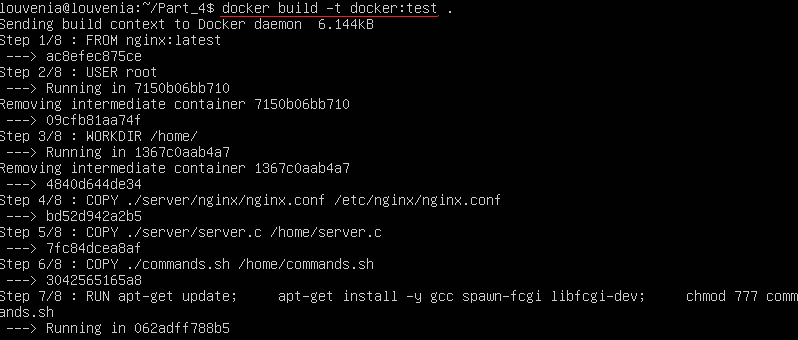 louvenia@louvenia:~/Part_4$ docker build -t docker:test .
Sending build context to Docker daemon  6.144kB
Step 1/8 : FROM nginx:latest
 ---> ac8efec875ce
Step 2/8 : USER root
 ---> Running in 7150b06bb710
Removing intermediate container 7150b06bb710
 ---> 09cfb81aa74f
Step 3/8 : WORKDIR /home/
 ---> Running in 1367c0aab4a7
Removing intermediate container 1367c0aab4a7
 ---> 4840d644de34
Step 4/8 : COPY ./server/nginx/nginx.conf /etc/nginx/nginx.conf
 ---> bd52d942a2b5
Step 5/8 : COPY ./server/server.c /home/server.c
 ---> 7fc84dcea8af
Step 6/8 : COPY ./commands.sh /home/commands.sh
 ---> 3042565165a8
Step 7/8 : RUN apt-get update;     apt-get install -y gcc spawn-fcgi libfcgi-dev;     chmod 777 comm
ands.sh
 ---> Running in 062adff788b5